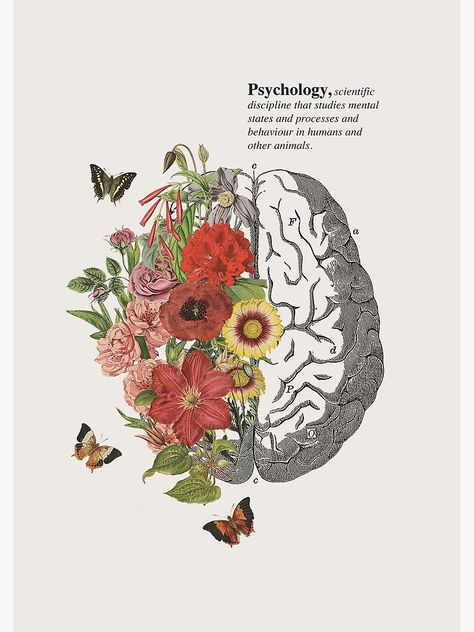 Psychology, scientific
discipline that studies mental
states and processes and
behaviour in humans and
other animals.
c
F
a
d
P
c